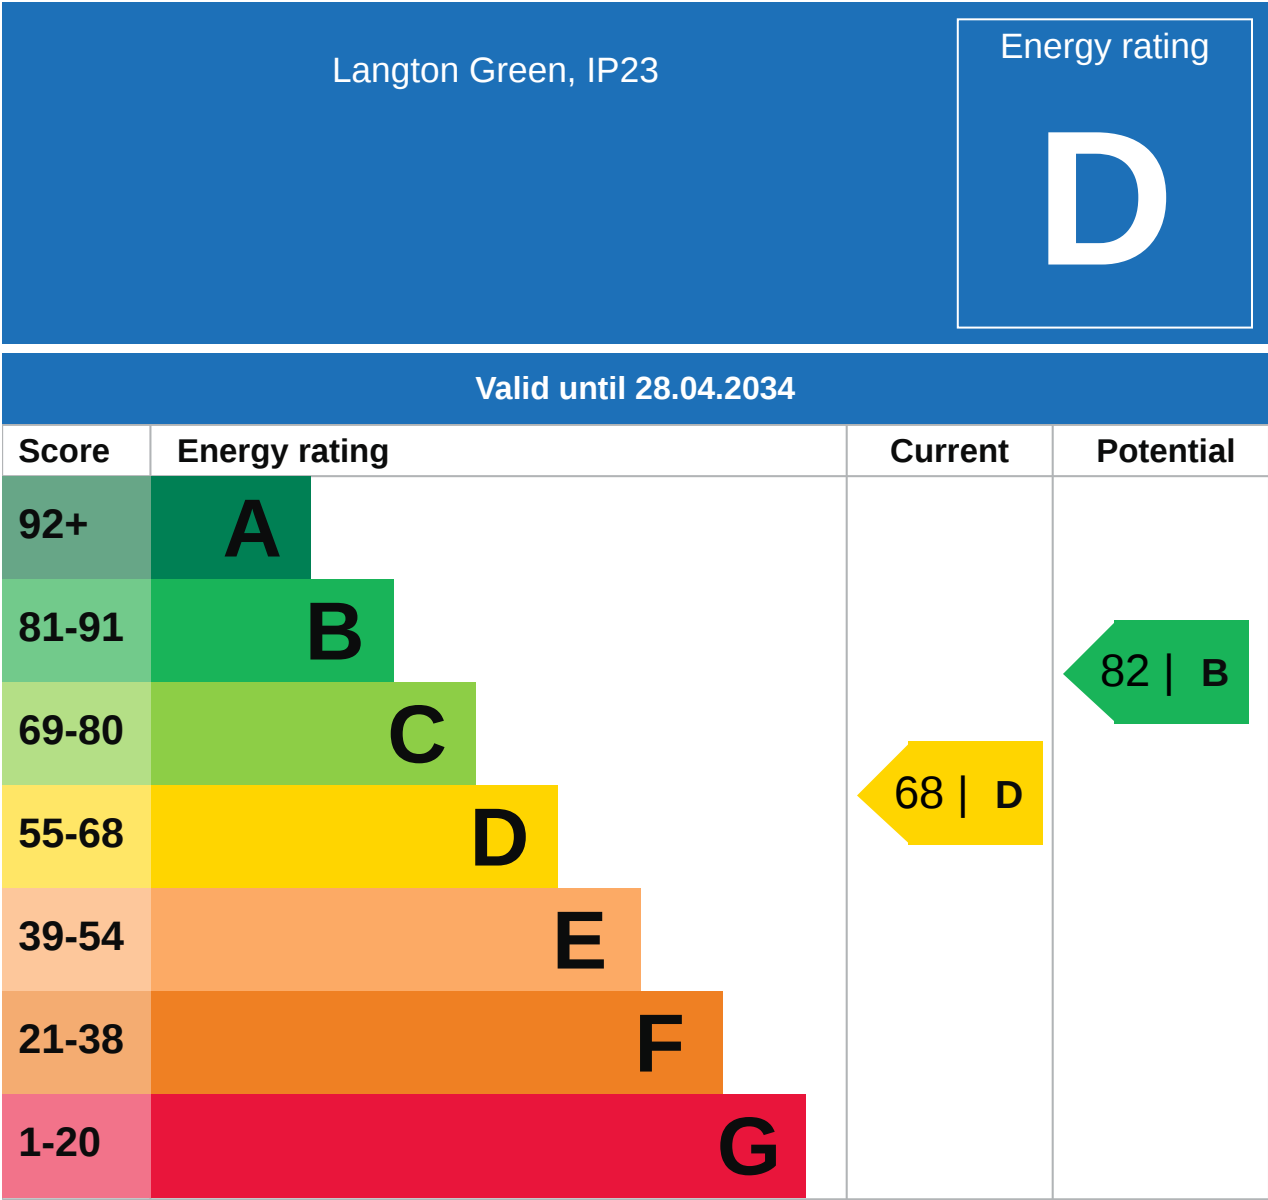 Langton Green, IP23
Energy rating
D
Valid until 28.04.2034
Score Energy rating Current Potential
92+ A
81-91 B
82 | B
69-80 C
68 | D
55-68 D
39-54 E
21-38 F
1-20 G